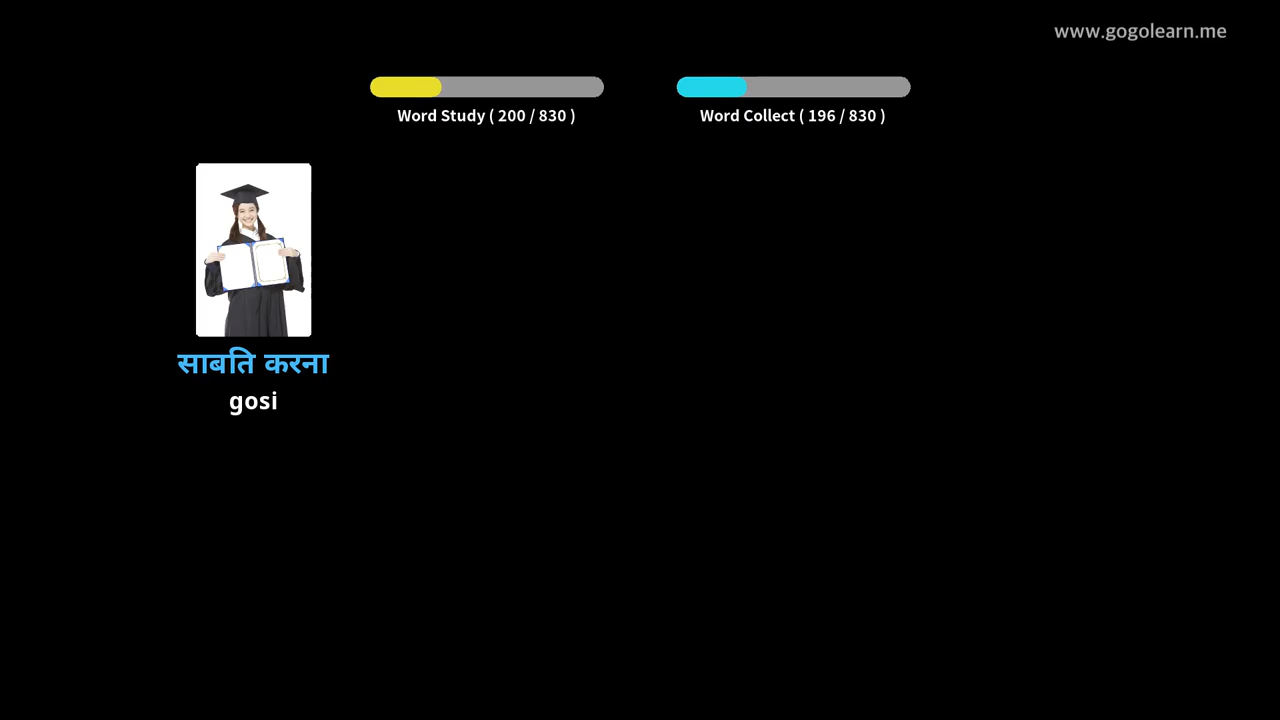 www.gogolearn.me
Word Study ( 200 / 830 )
Word Collect ( 196 / 830 )
साबति करना
gosi